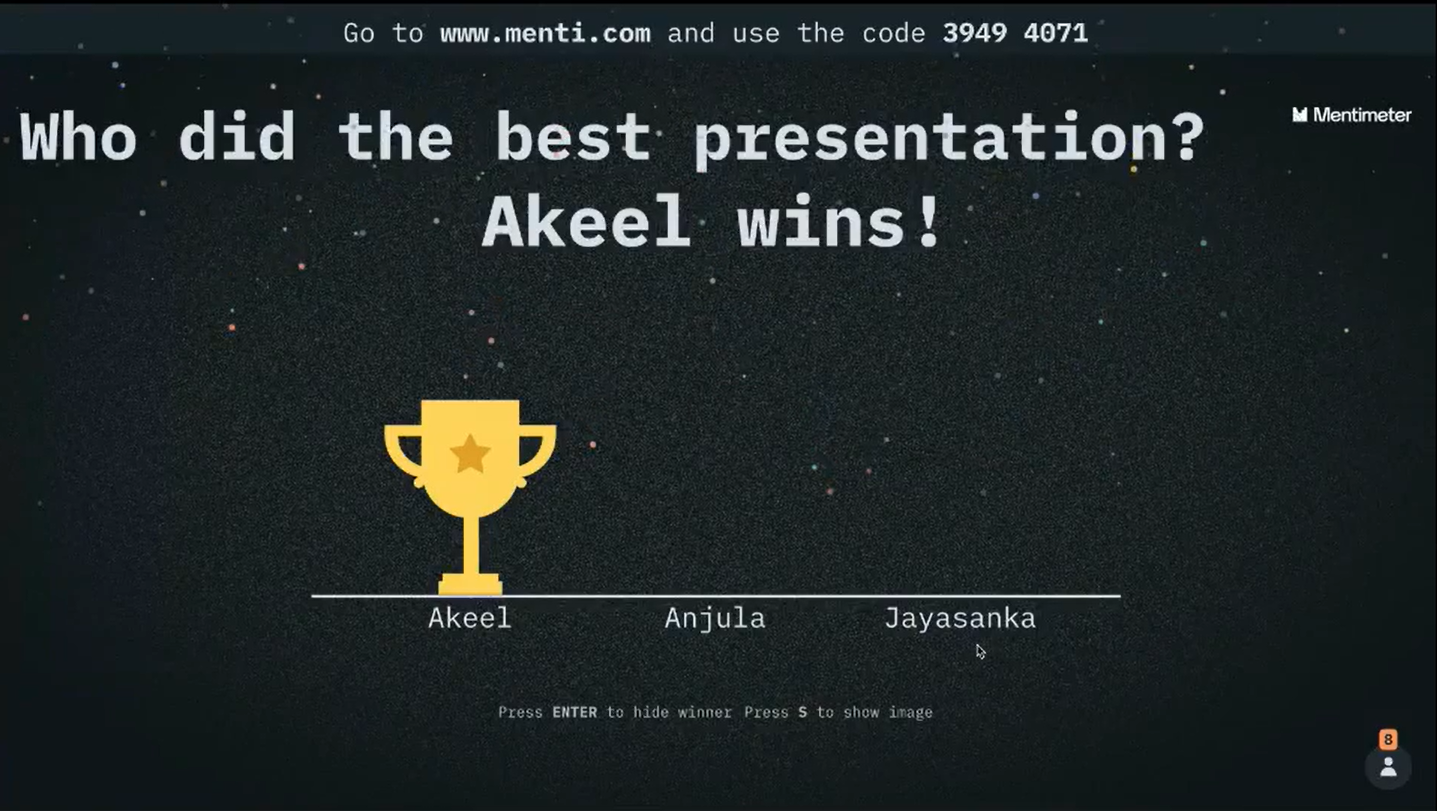 Go to www.menti.com and use the code 3949 4071
Who did the best presentation?
Mentimeter
Akeel wins!
Akeel Anjula Jayasanka
Press ENTER to hide winner Press S to show image
8